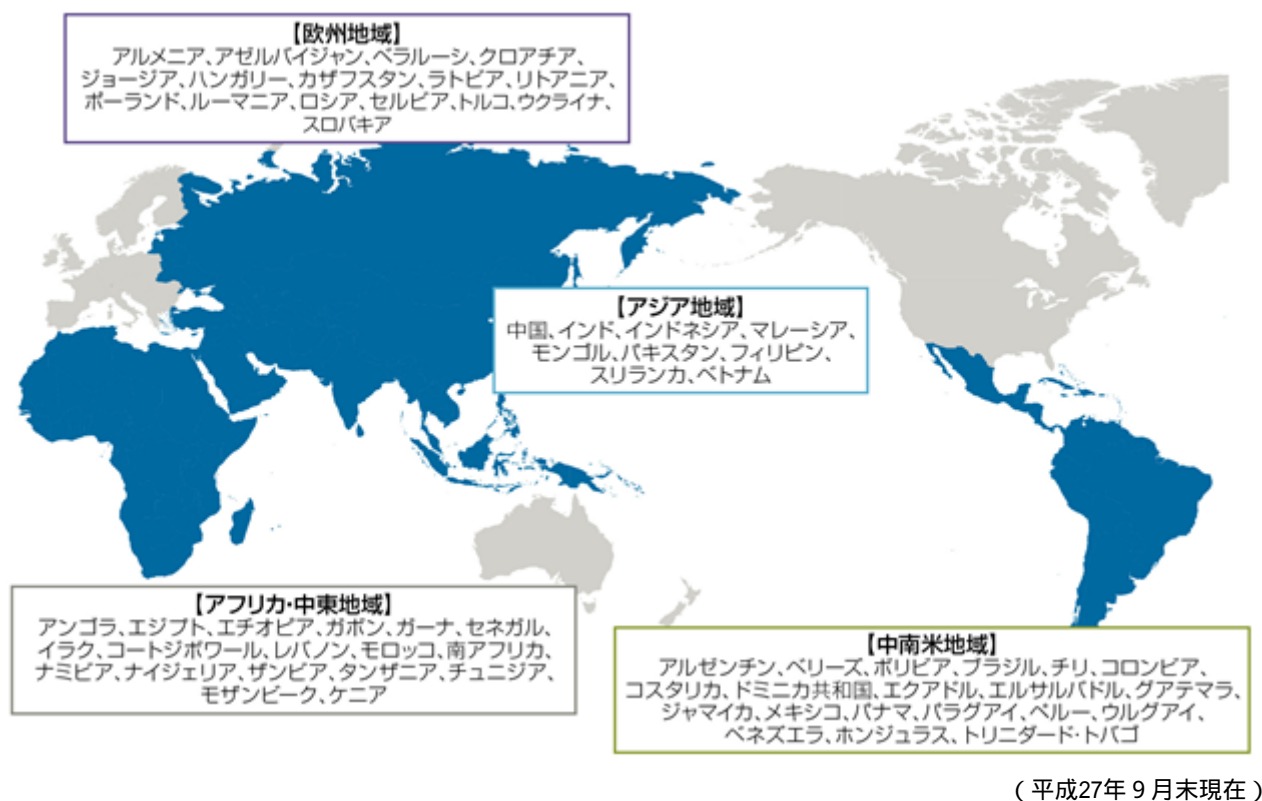 【欧州地域】
アルメニア、アゼルバイジャン、ベラルーシ、クロアチア、
ジョージア、ハンガリー、カザフスタン、ラトビア、リトアニア、
ポーランド、ルーマニア、ロシア、セルビア、トルコ、ウクライナ、
スロバキア
【アジア地域】
中国、インド、インドネシア、マレーシア、
モンゴル、パキスタン、フィリピン、
スリランカ、ベトナム
【アフリカ・中東地域】
アンゴラ、エジプト、エチオピア、ガボン、ガーナ、セネガル、
イラク、コートジボワール、レバノン、モロッコ、南アフリカ、
ナミビア、ナイジェリア、ザンビア、タンザニア、チュニジア、
モザンビーク、ケニア
【中南米地域】
アルゼンチン、ベリーズ、ボリビア、ブラジル、チリ、コロンビア、
コスタリカ、ドミニカ共和国、エクアドル、エルサルバドル、グアテマラ、
ジャマイカ、メキシコ、パナマ、パラグアイ、ペルー、ウルグアイ、
ベネズエラ、ホンジュラス、トリニダード・トバゴ
(平成27年9月末現在)